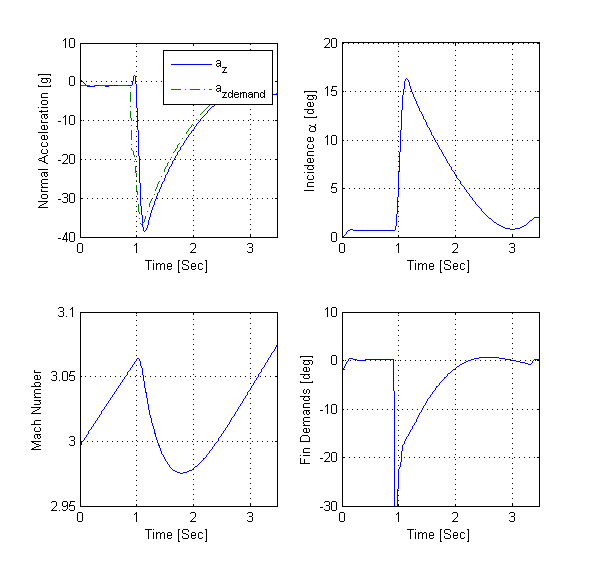 10
0
-10
-20
-30
-40
0 1 2 3
Normal Acceleration [g]
Time [Sec]
a_z
a_zdemand
20
15
10
5
0
0 1 2 3
Incidence α [deg]
Time [Sec]
3.1
3.05
3
2.95
0 1 2 3
Mach Number
Time [Sec]
10
0
-10
-20
-30
0 1 2 3
Fin Demands [deg]
Time [Sec]